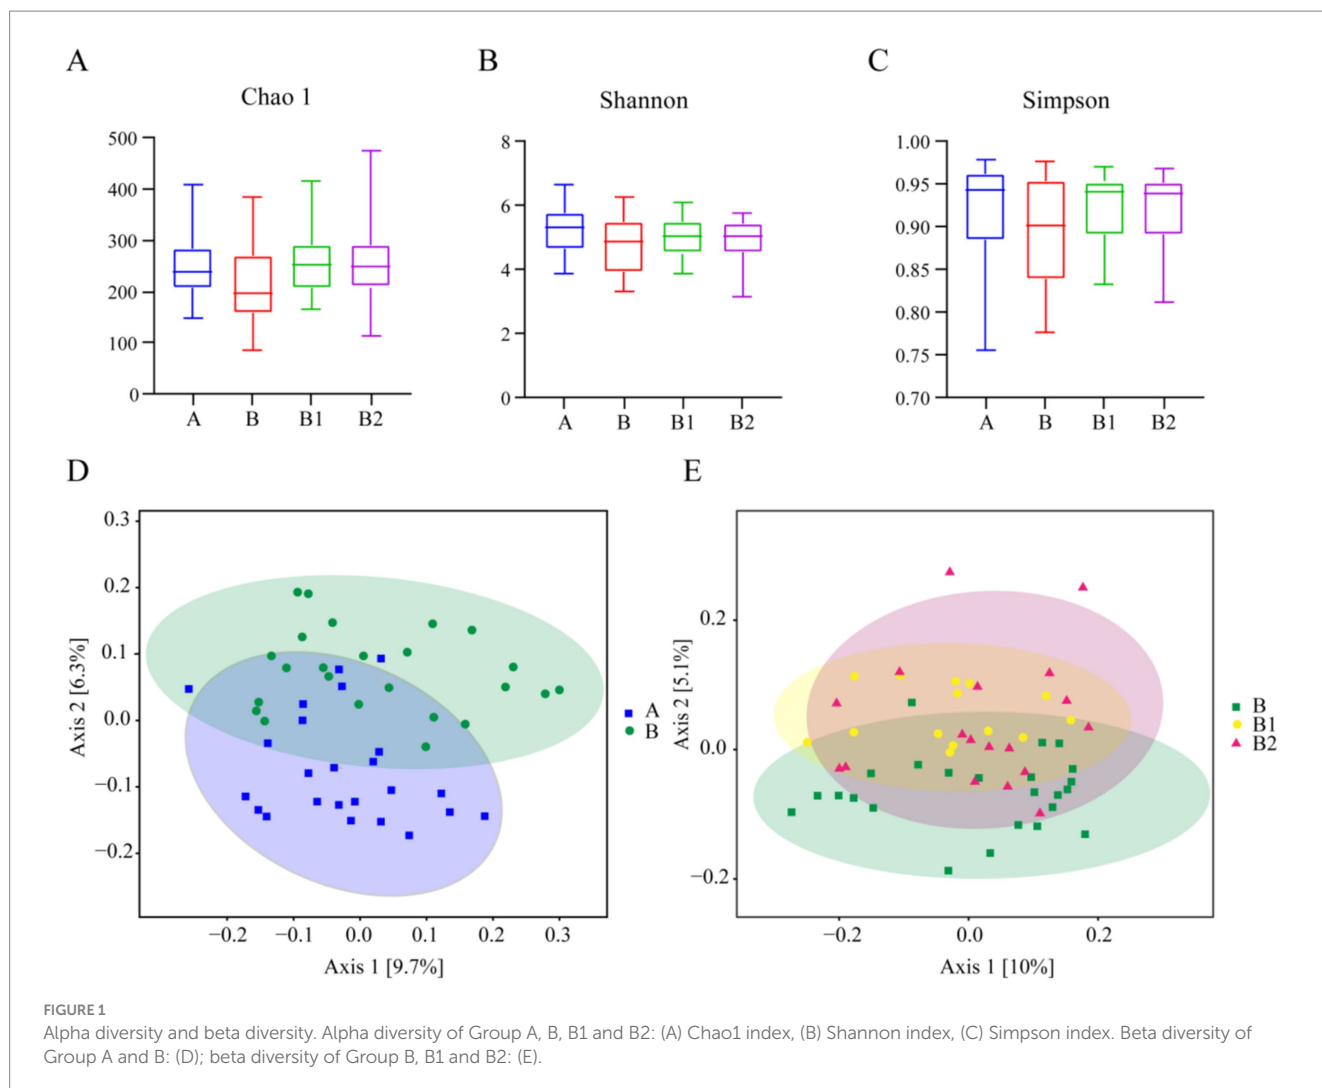 A
Chao 1
500
400
300
200
100
0
A B B1 B2
B
Shannon
8
6
4
2
0
A B B1 B2
C
Simpson
1.00
0.95
0.90
0.85
0.80
0.75
0.70
A B B1 B2
D
Axis 2 [6.3%]
0.3
0.2
0.1
0.0
−0.1
−0.2
−0.2 −0.1 0.0 0.1 0.2 0.3
Axis 1 [9.7%]
A
B
E
Axis 2 [5.1%]
0.2
0.0
−0.2
−0.2 0.0 0.2
Axis 1 [10%]
B
B1
B2
FIGURE 1
Alpha diversity and beta diversity. Alpha diversity of Group A, B, B1 and B2: (A) Chao1 index, (B) Shannon index, (C) Simpson index. Beta diversity of
Group A and B: (D); beta diversity of Group B, B1 and B2: (E).